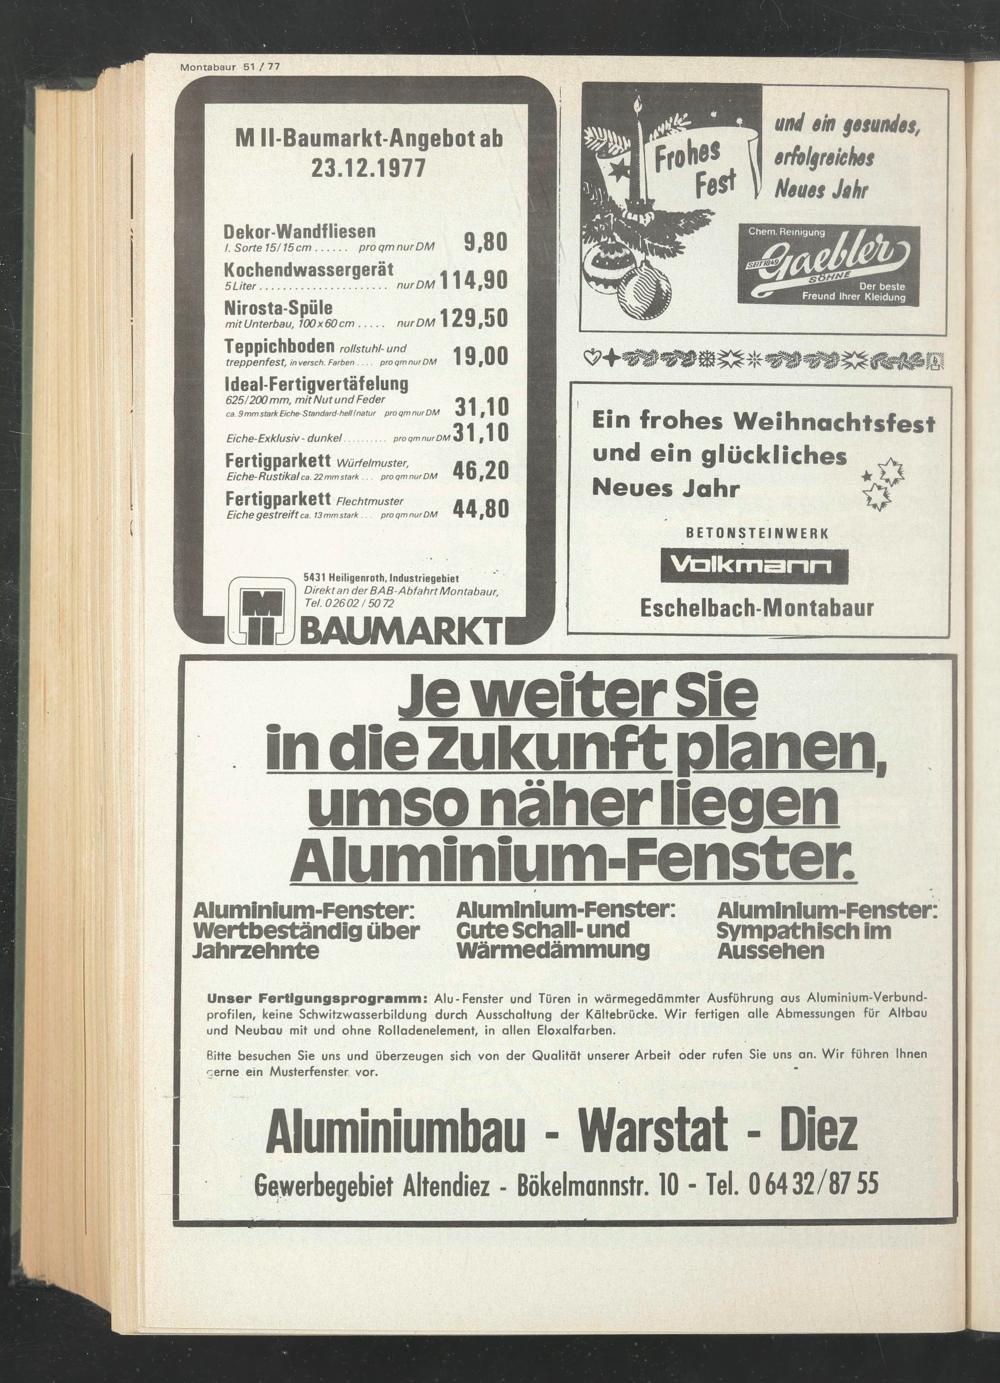 Montabaur 51 / 77
M II-Baumarkt-Angebot ab
23.12.1977
Dekor-Wandfliesen
I. Sorte 15/15 cm ...... pro qm nur DM 9,80
Kochendwassergerät
5 Liter ...................... nur DM 114,90
Nirosta-Spüle
mit Unterbau, 100 x 60 cm ..... nur DM 129,50
Teppichboden rollstuhl- und
treppenfest, in versch. Farben .... pro qm nur DM 19,00
Ideal-Fertigvertäfelung
625/200 mm, mit Nut und Feder
ca. 9 mm stark Eiche-Standard-hell/natur pro qm nur DM 31,10
Eiche-Exklusiv - dunkel .......... pro qm nur DM 31,10
Fertigparkett Würfelmuster,
Eiche-Rustikal ca. 22 mm stark ... pro qm nur DM 46,20
Fertigparkett Flechtmuster
Eiche gestreift ca. 13 mm stark ... pro qm nur DM 44,80
5431 Heiligenroth, Industriegebiet
Direkt an der BAB-Abfahrt Montabaur,
Tel. 0 26 02 / 50 72
M II BAUMARKT
Frohes
Fest
und ein gesundes,
erfolgreiches
Neues Jahr
Chem. Reinigung
SEIT 1849
Gaebler
SÖHNE
Der beste
Freund Ihrer Kleidung
Ein frohes Weihnachtsfest
und ein glückliches
Neues Jahr
BETONSTEINWERK
Volkmann
Eschelbach-Montabaur
Je weiter Sie
in die Zukunft planen,
umso näher liegen
Aluminium-Fenster.
Aluminium-Fenster:
Wertbeständig über
Jahrzehnte
Aluminium-Fenster:
Gute Schall- und
Wärmedämmung
Aluminium-Fenster:
Sympathisch im
Aussehen
Unser Fertigungsprogramm: Alu-Fenster und Türen in wärmegedämmter Ausführung aus Aluminium-Verbund-
profilen, keine Schwitzwasserbildung durch Ausschaltung der Kältebrücke. Wir fertigen alle Abmessungen für Altbau
und Neubau mit und ohne Rolladenelement, in allen Eloxalfarben.
Bitte besuchen Sie uns und überzeugen sich von der Qualität unserer Arbeit oder rufen Sie uns an. Wir führen Ihnen
gerne ein Musterfenster vor.
Aluminiumbau - Warstat - Diez
Gewerbegebiet Altendiez - Bökelmannstr. 10 - Tel. 0 64 32/87 55